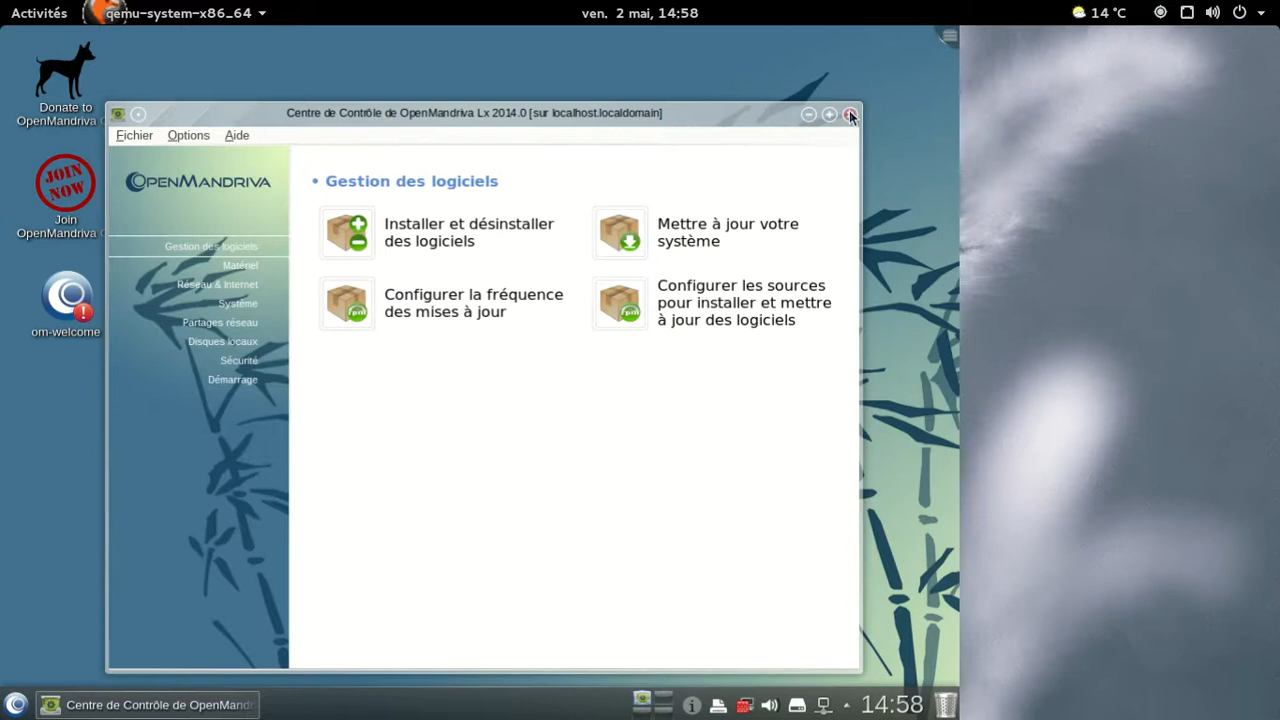 Activités
qemu-system-x86_64
ven. 2 mai, 14:58
14 °C
Donate to
OpenMandriva
JOIN
NOW
Join
OpenMandriva
om-welcome
Centre de Contrôle de OpenMandriva Lx 2014.0 [sur localhost.localdomain]
Fichier
Options
Aide
OPENMANDRIVA
Gestion des logiciels
Matériel
Réseau & Internet
Système
Partages réseau
Disques locaux
Sécurité
Démarrage
• Gestion des logiciels
Installer et désinstaller
des logiciels
Mettre à jour votre
système
Configurer la fréquence
des mises à jour
Configurer les sources
pour installer et mettre
à jour des logiciels
rpm
rpm
Centre de Contrôle de OpenMandr
14:58